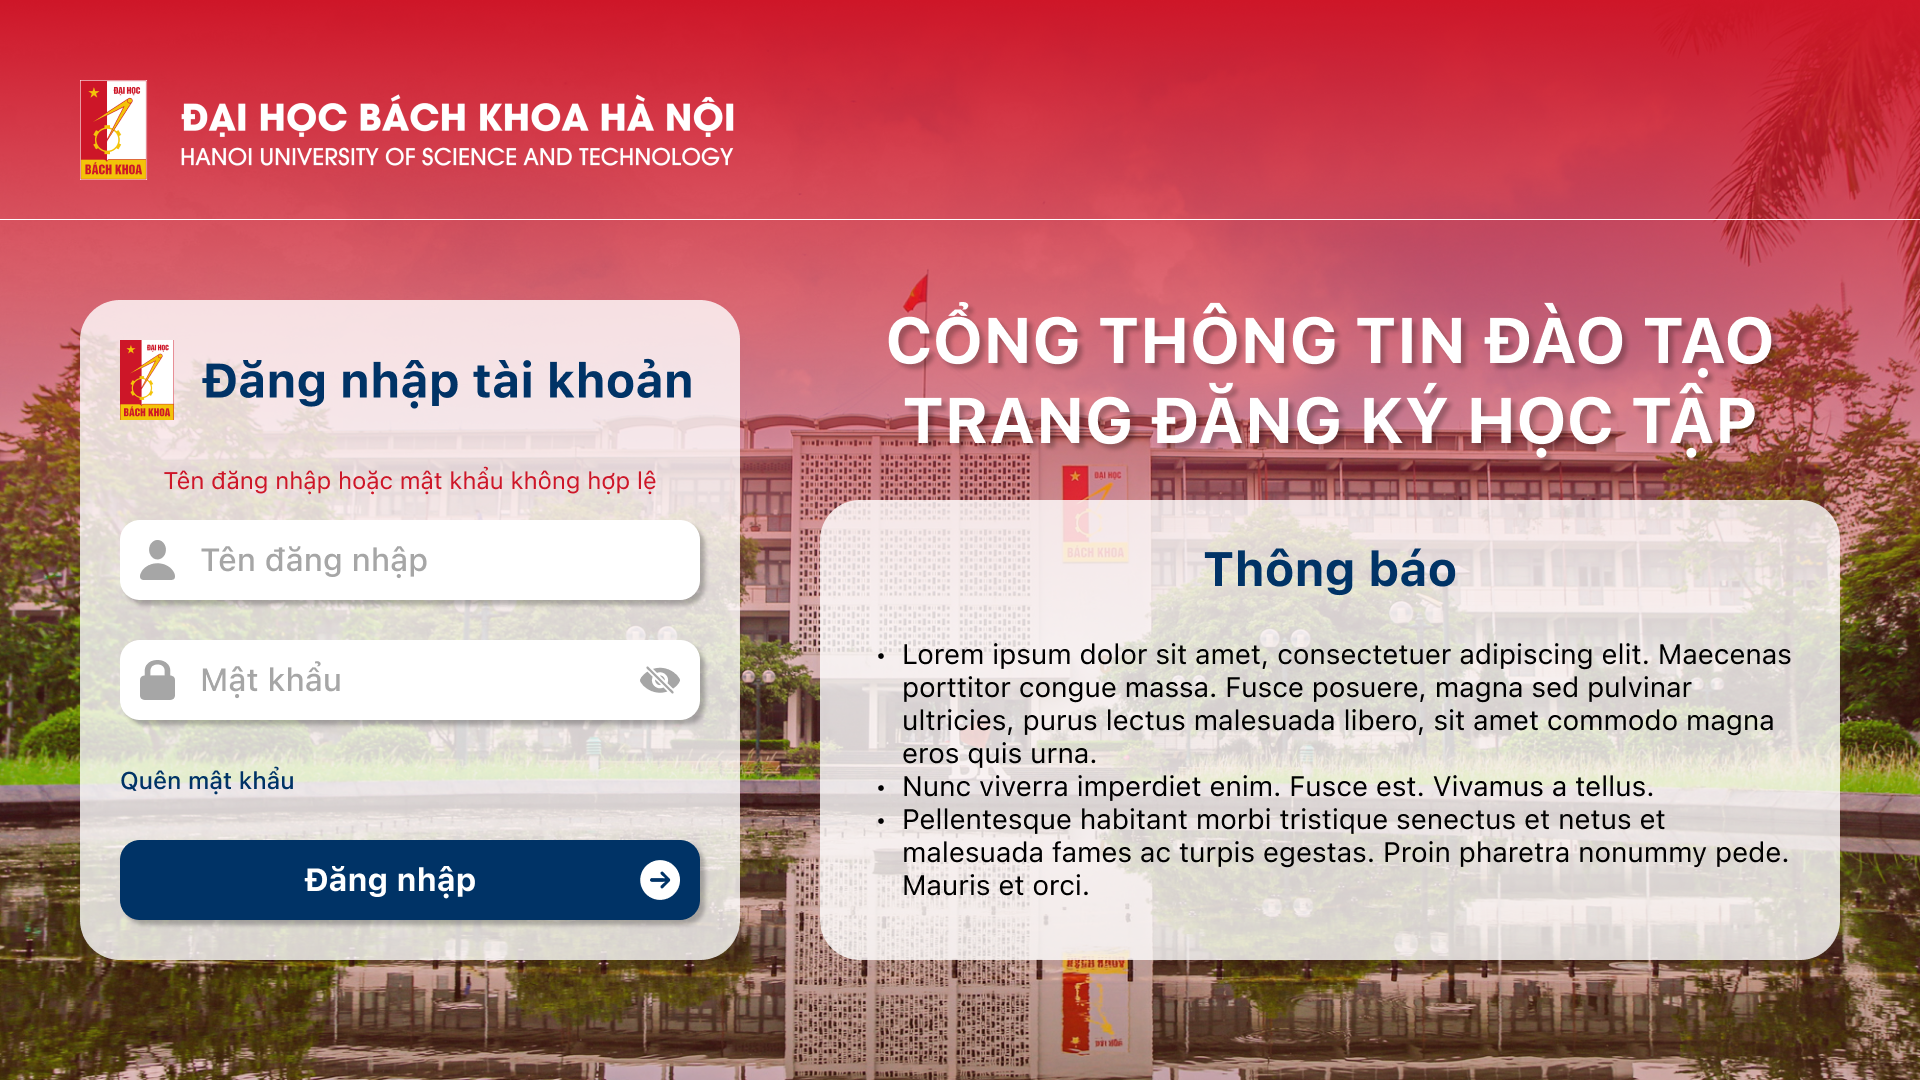 ĐẠI HỌC
BÁCH KHOA
ĐẠI HỌC BÁCH KHOA HÀ NỘI
HANOI UNIVERSITY OF SCIENCE AND TECHNOLOGY
ĐẠI HỌC
BÁCH KHOA
Đăng nhập tài khoản
Tên đăng nhập hoặc mật khẩu không hợp lệ
Tên đăng nhập
Mật khẩu
Quên mật khẩu
Đăng nhập
CỔNG THÔNG TIN ĐÀO TẠO
TRANG ĐĂNG KÝ HỌC TẬP
ĐẠI HỌC
BÁCH KHOA
Thông báo
• Lorem ipsum dolor sit amet, consectetuer adipiscing elit. Maecenas
porttitor congue massa. Fusce posuere, magna sed pulvinar
ultricies, purus lectus malesuada libero, sit amet commodo magna
eros quis urna.
• Nunc viverra imperdiet enim. Fusce est. Vivamus a tellus.
• Pellentesque habitant morbi tristique senectus et netus et
malesuada fames ac turpis egestas. Proin pharetra nonummy pede.
Mauris et orci.